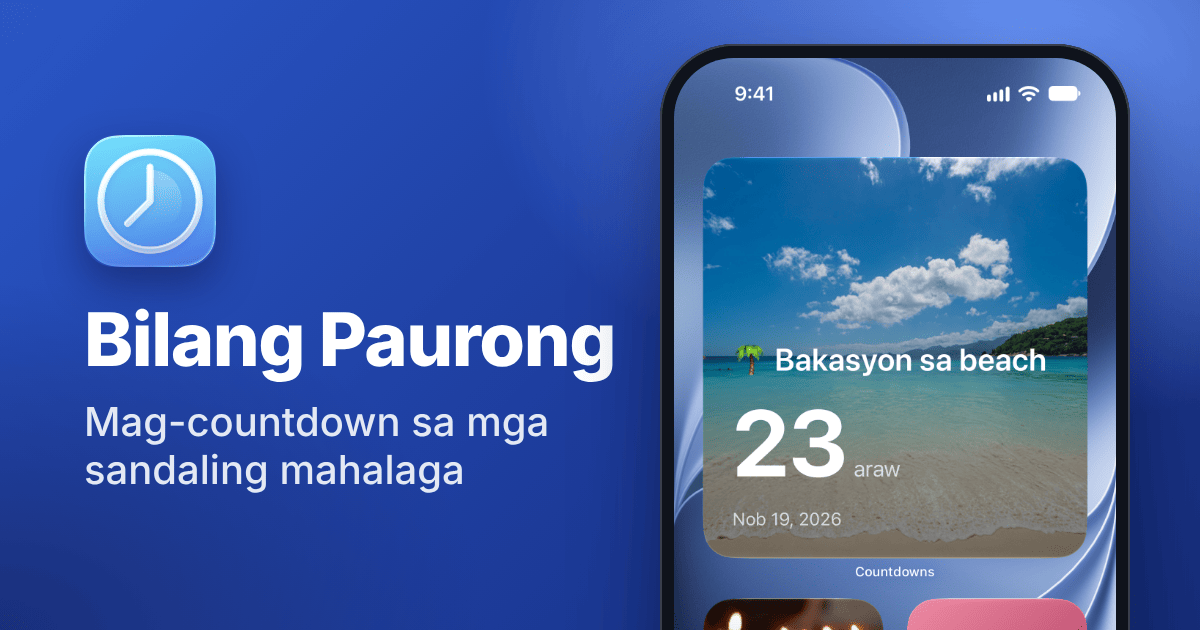 Bilang Paurong
Mag-countdown sa mga
sandaling mahalaga
9:41
🌴 Bakasyon sa beach
23 araw
Nob 19, 2026
Countdowns